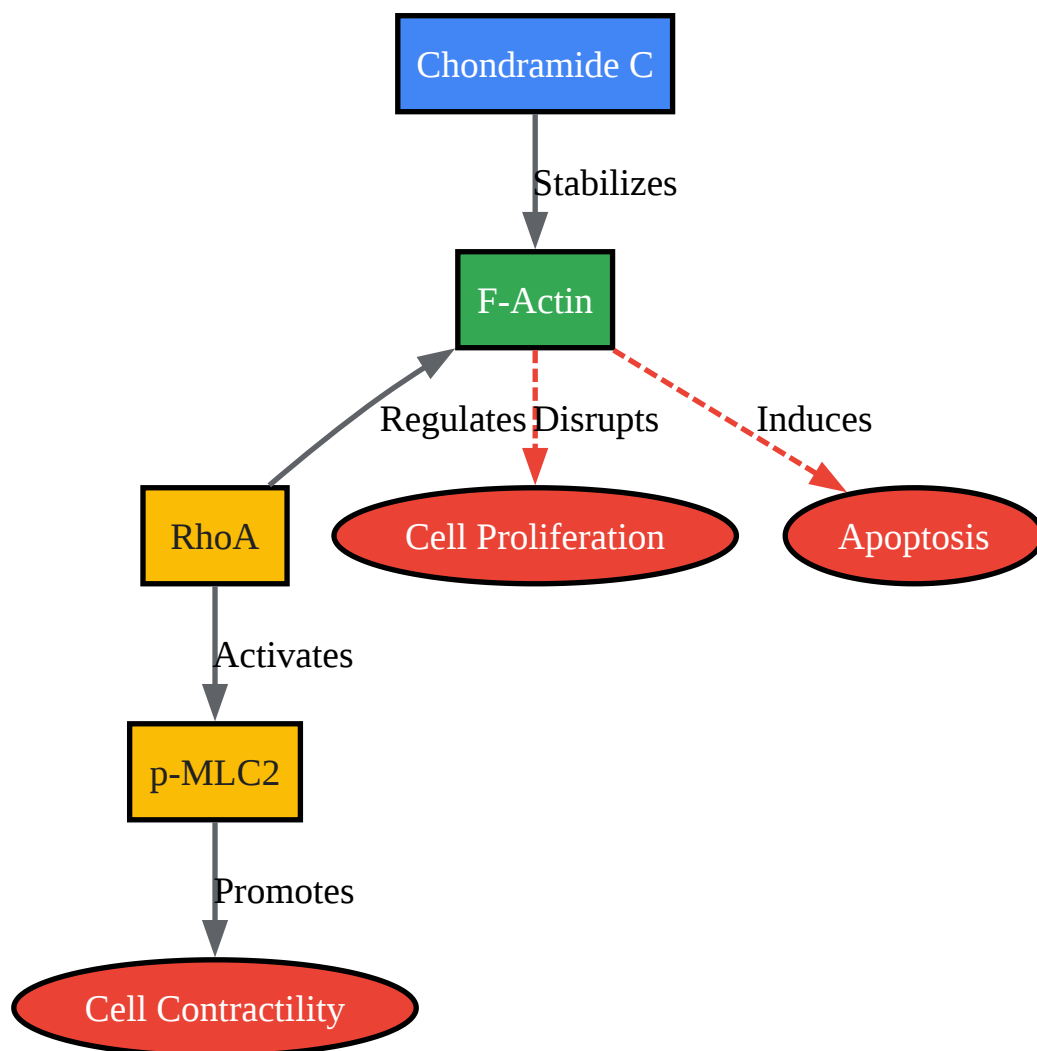 Chondramide C
Stabilizes
F-Actin
Regulates
Disrupts
Induces
RhoA
Cell Proliferation
Apoptosis
Activates
p-MLC2
Promotes
Cell Contractility